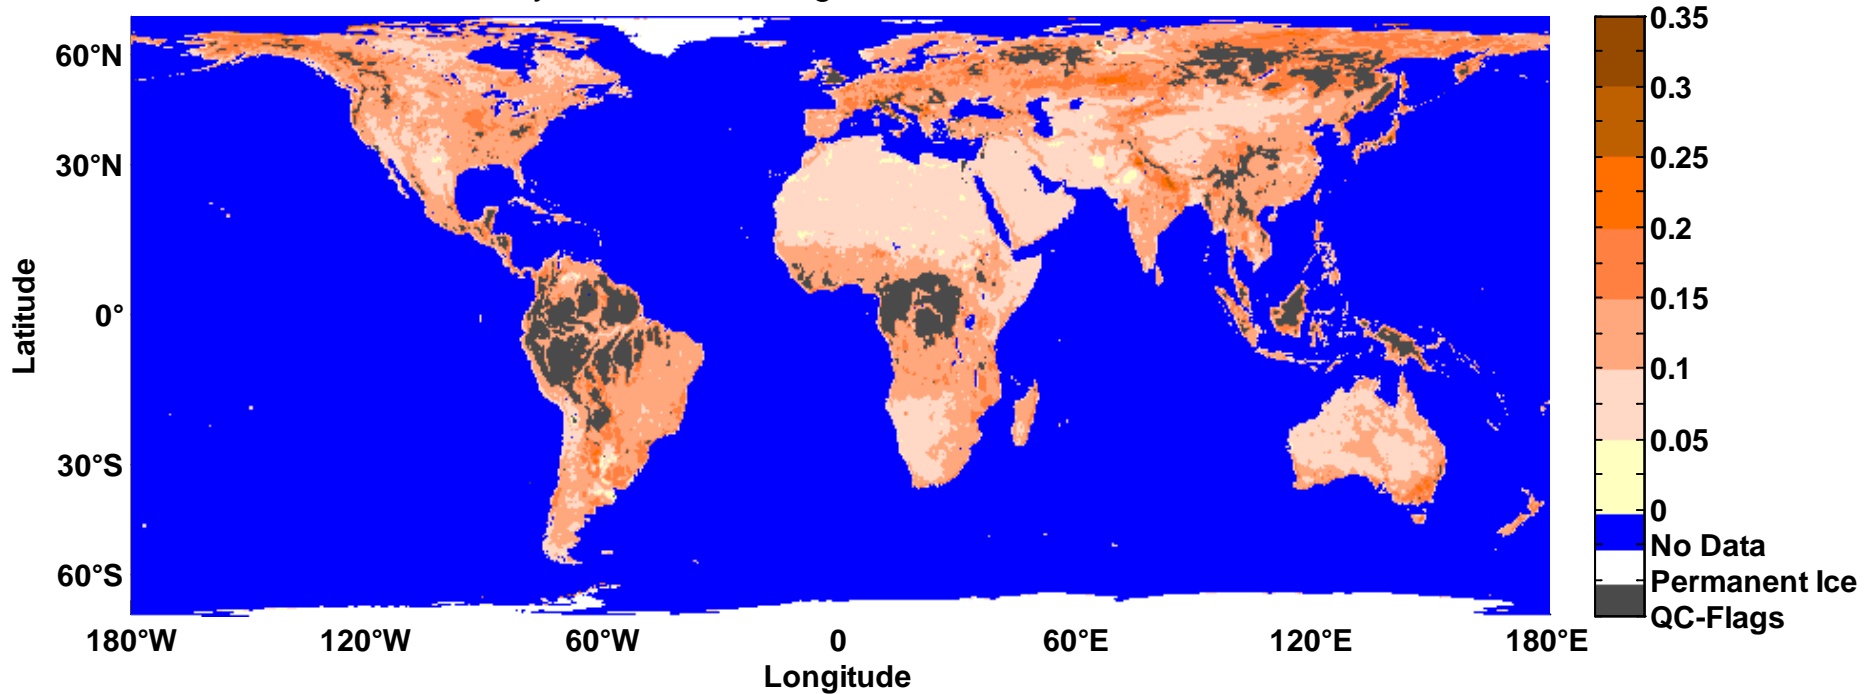 0.35
0.3
0.25
0.2
0.15
0.1
0.05
0
No Data
Permanent Ice
QC-Flags
60°N
30°N
0°
30°S
60°S
Latitude
180°W
120°W
60°W
0
60°E
120°E
180°E
Longitude